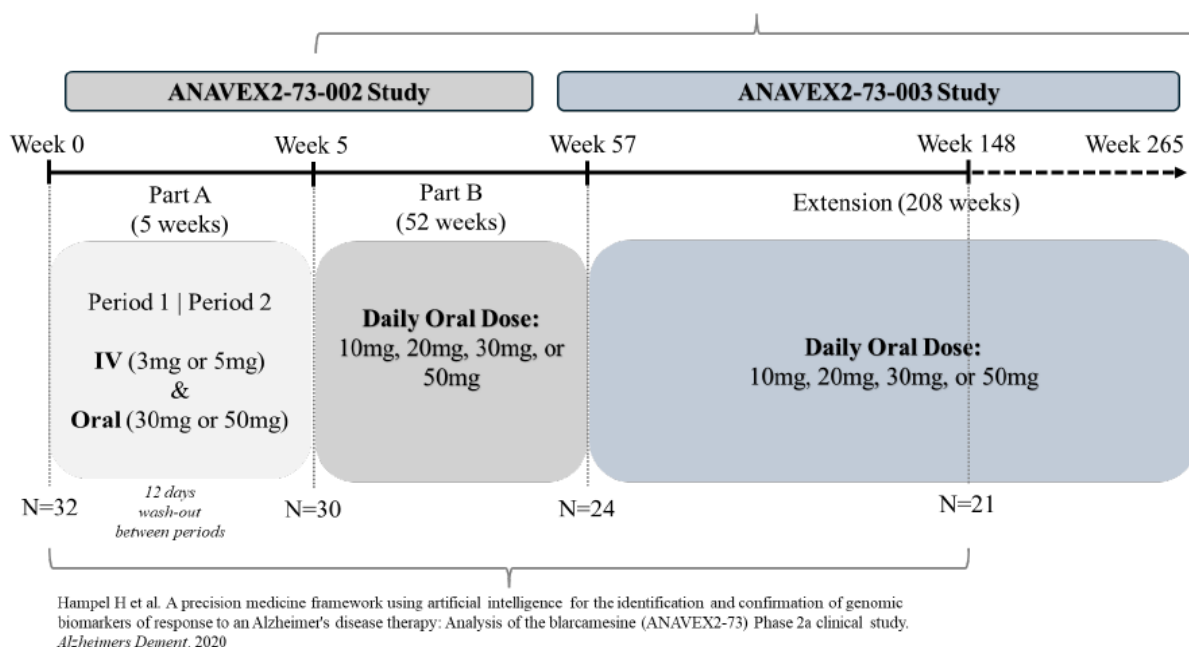 ANAVEX2-73-002 Study
ANAVEX2-73-003 Study
Week 0
Week 5
Week 57
Week 148
Week 265
Part A
(5 weeks)
Part B
(52 weeks)
Extension (208 weeks)
Period 1 | Period 2
IV (3mg or 5mg)
&
Oral (30mg or 50mg)
Daily Oral Dose:
10mg, 20mg, 30mg, or
50mg
Daily Oral Dose:
10mg, 20mg, 30mg, or 50mg
N=32
12 days
wash-out
between periods
N=30
N=24
N=21
Hampel H et al. A precision medicine framework using artificial intelligence for the identification and confirmation of genomic
biomarkers of response to an Alzheimer's disease therapy: Analysis of the blarcamesine (ANAVEX2-73) Phase 2a clinical study.
Alzheimers Dement. 2020